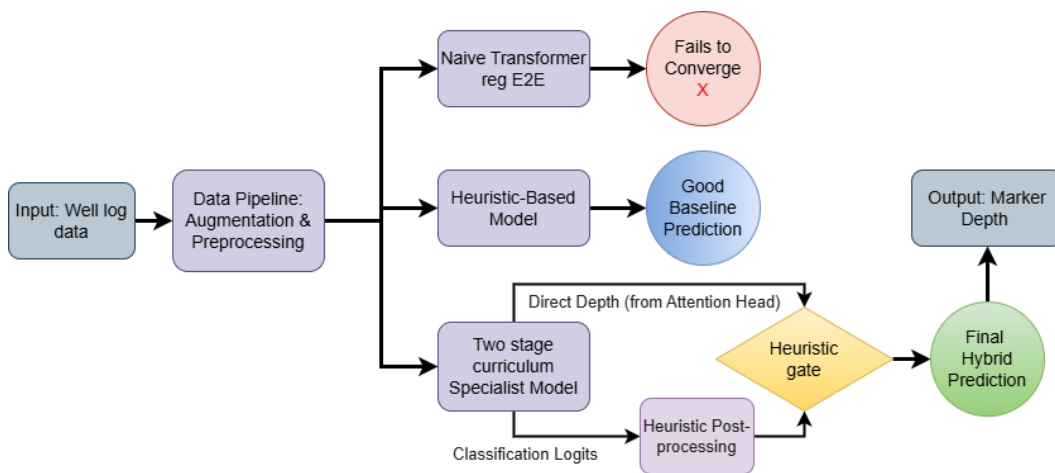 Input: Well log
data
Data Pipeline:
Augmentation &
Preprocessing
Naive Transformer
reg E2E
Fails to
Converge
X
Heuristic-Based
Model
Good
Baseline
Prediction
Two stage
curriculum
Specialist Model
Direct Depth (from Attention Head)
Classification Logits
Heuristic Post-
processing
Heuristic
gate
Final
Hybrid
Prediction
Output: Marker
Depth